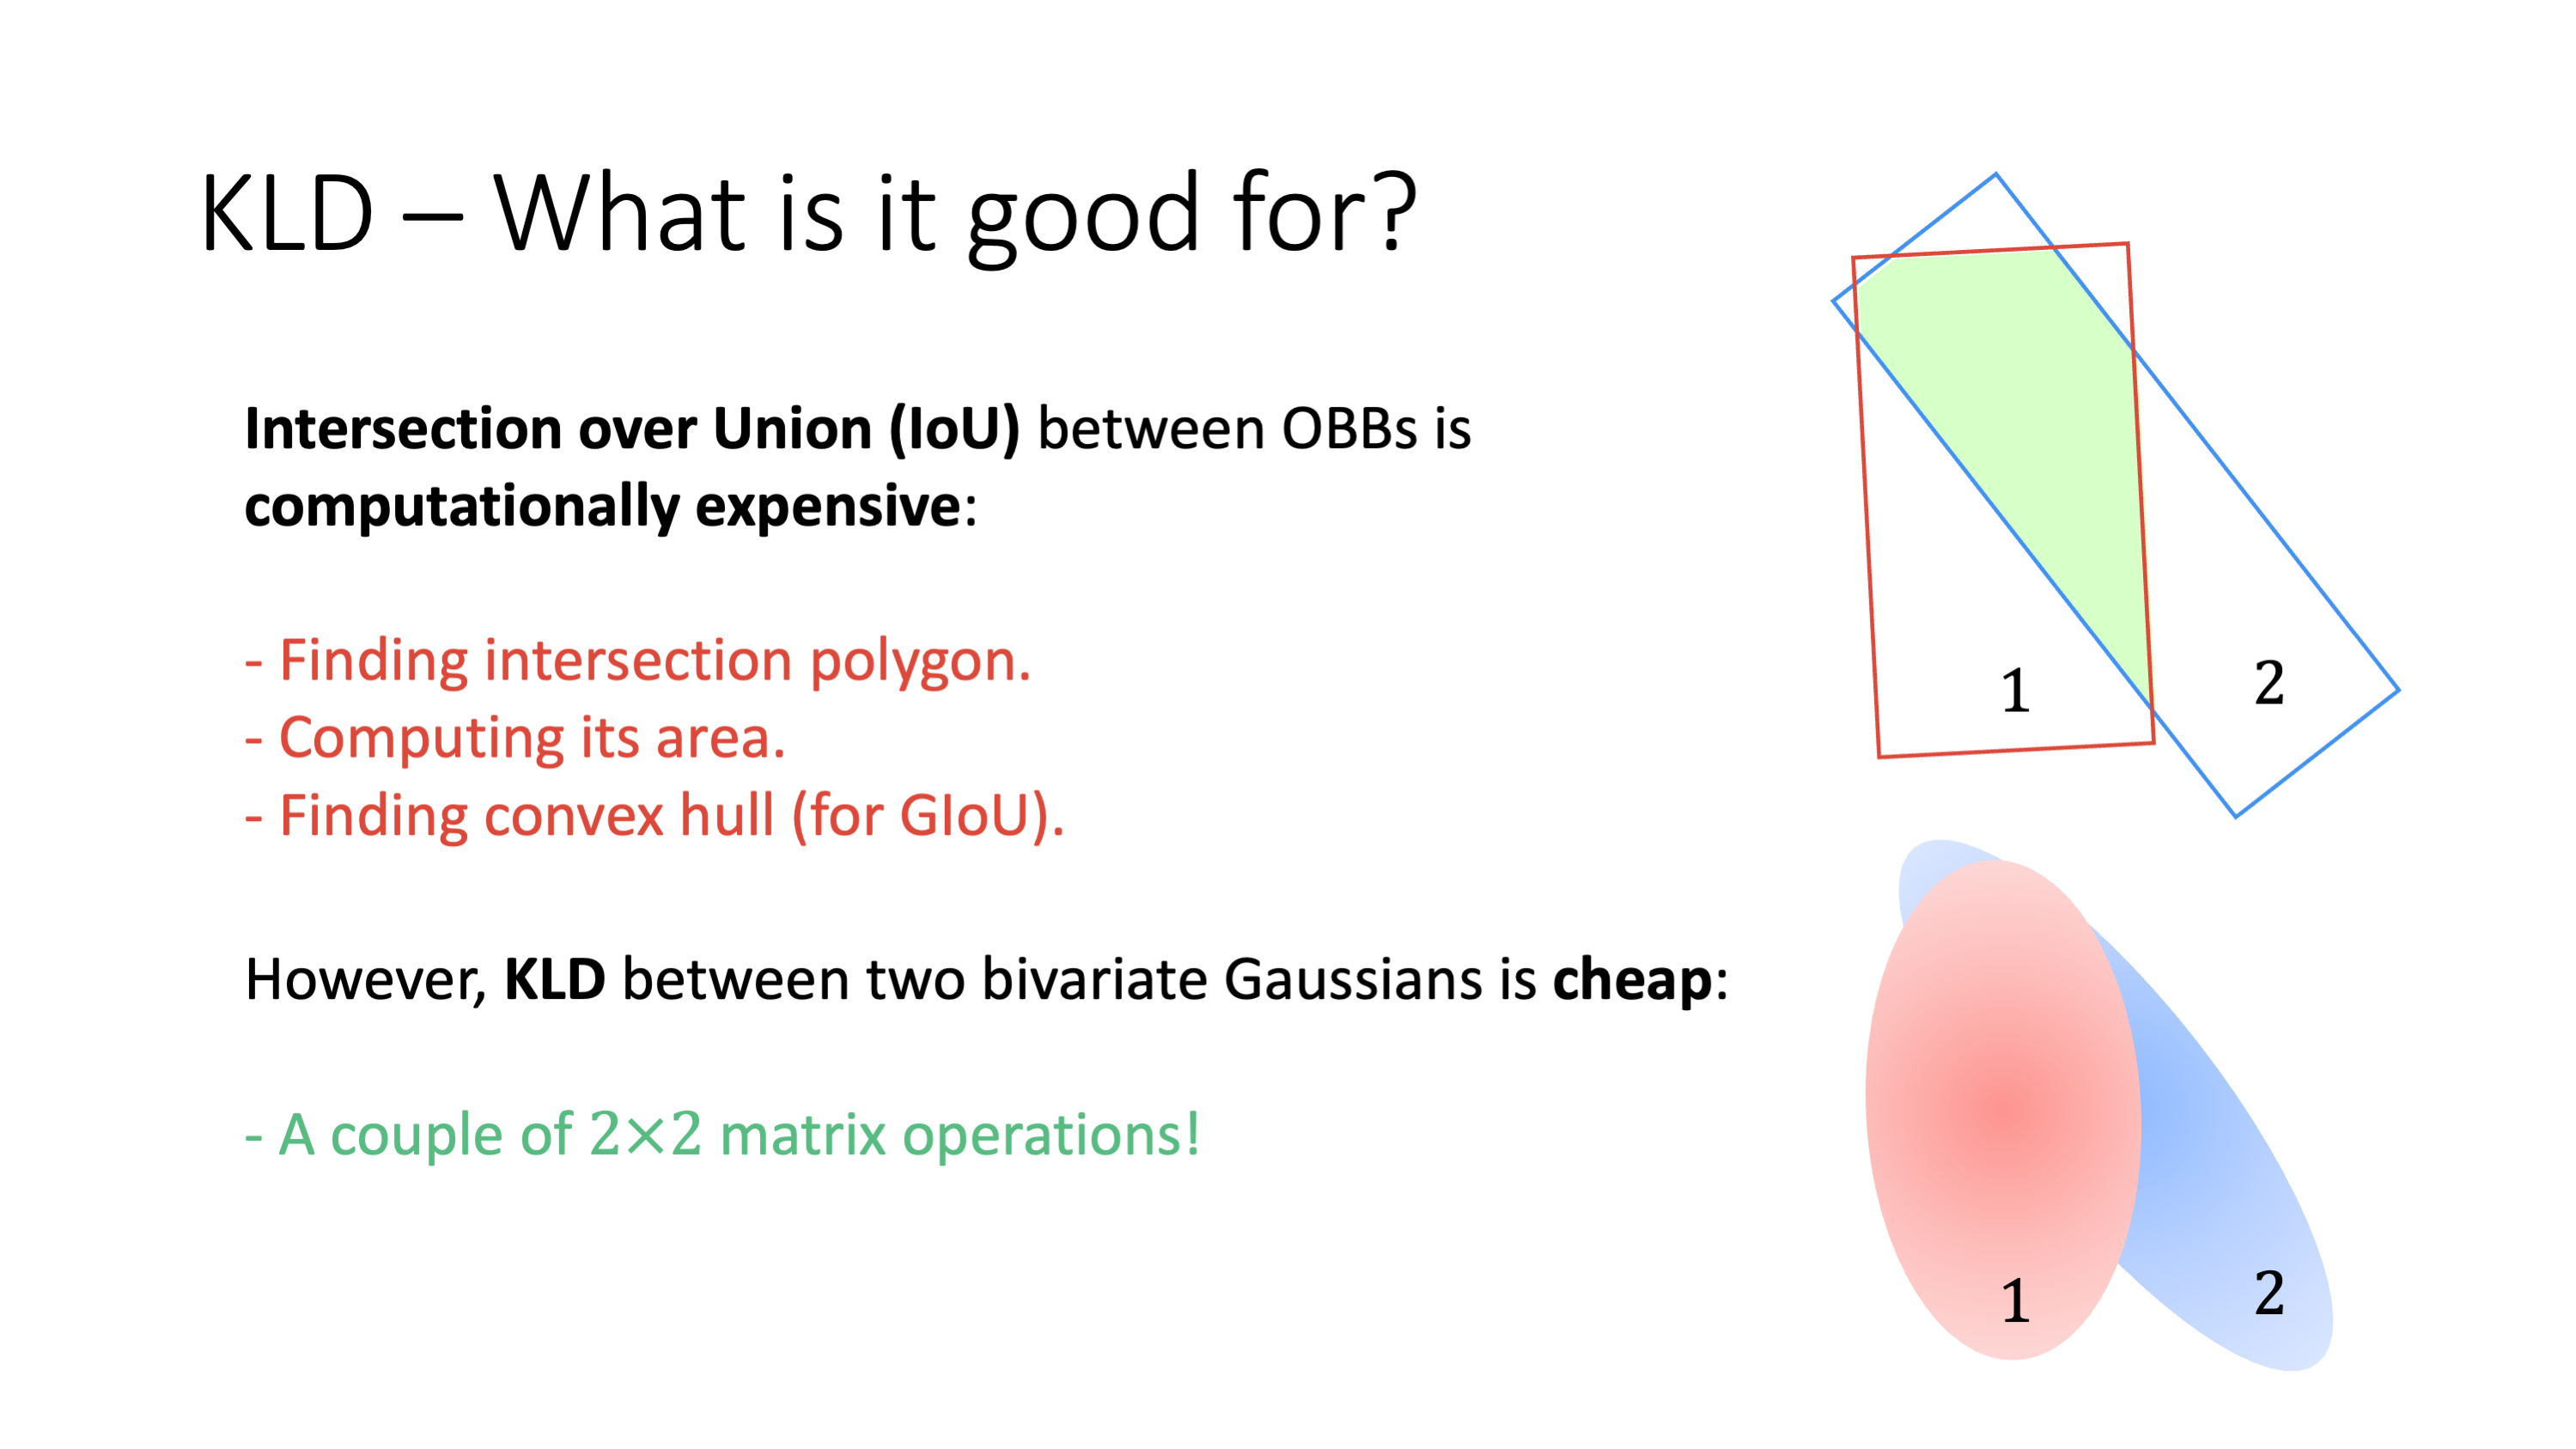 KLD – What is it good for?
Intersection over Union (IoU) between OBBs is
computationally expensive:
- Finding intersection polygon.
- Computing its area.
- Finding convex hull (for GIoU).
However, KLD between two bivariate Gaussians is cheap:
- A couple of 2×2 matrix operations!
1
2
1
2